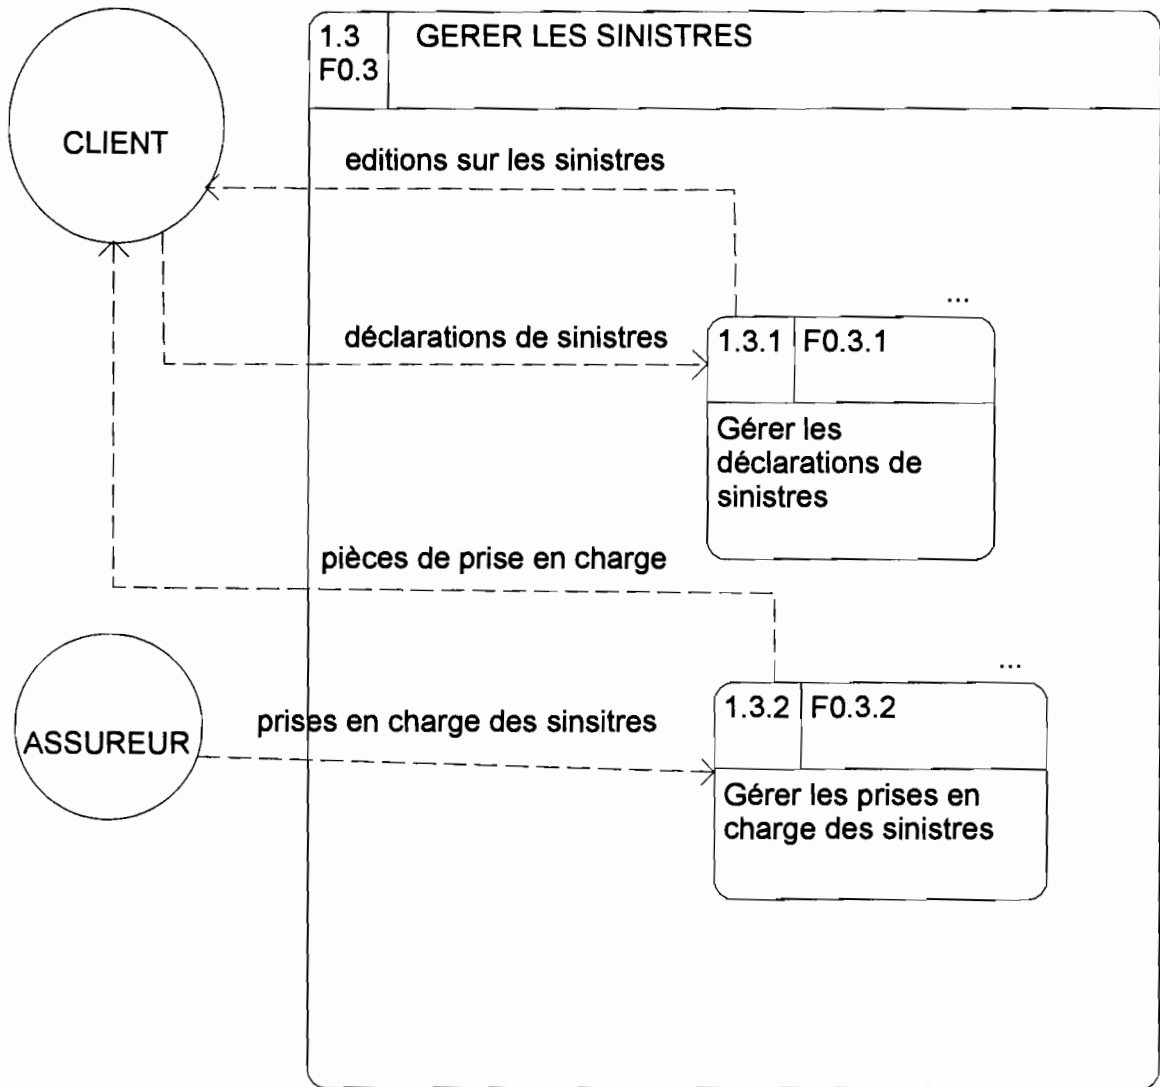 1.3 GERER LES SINISTRES
F0.3
CLIENT
editions sur les sinistres
...
déclarations de sinistres
1.3.1 F0.3.1
Gérer les
déclarations de
sinistres
pièces de prise en charge
...
prises en charge des sinsitres
1.3.2 F0.3.2
ASSUREUR
Gérer les prises en
charge des sinistres